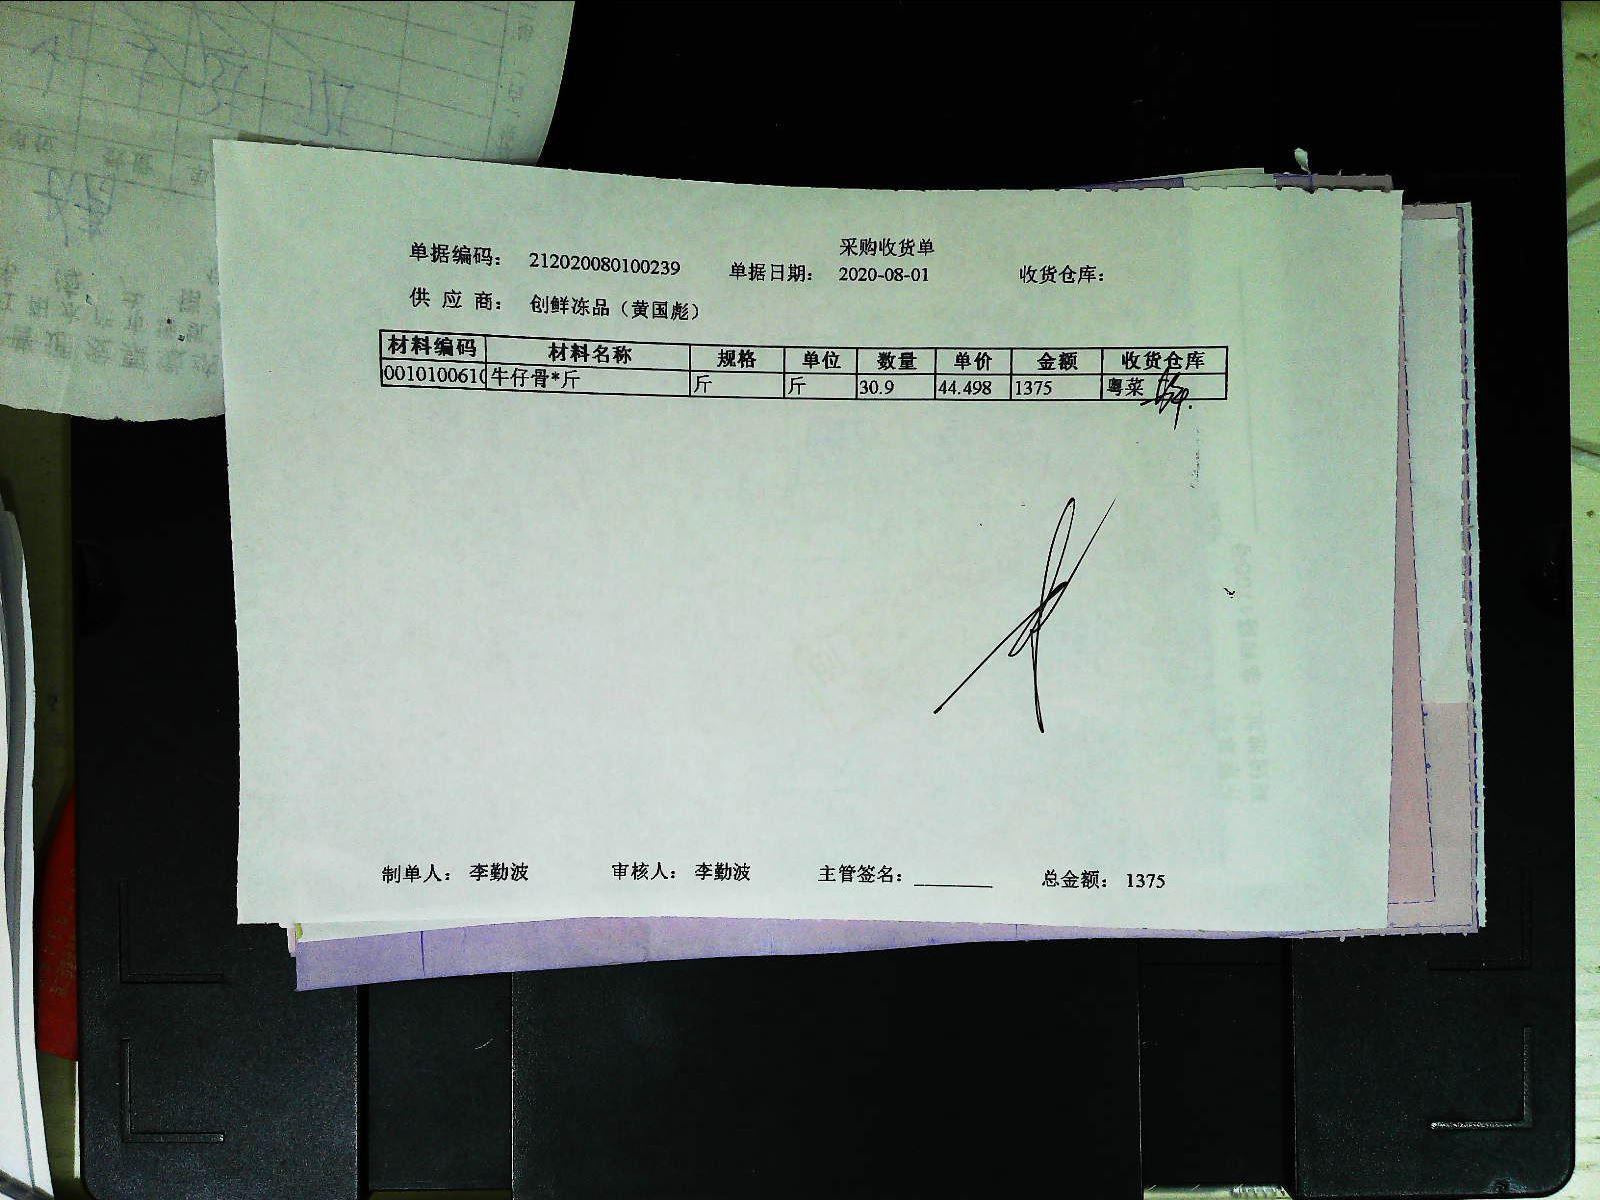 采购收货单
单据编码： 212020080100239 单据日期： 2020-08-01 收货仓库：
供 应 商： 创鲜冻品（黄国彪）
材料编码 材料名称 规格 单位 数量 单价 金额 收货仓库
0010100610 牛仔骨*斤 斤 斤 30.9 44.498 1375 粤菜
制单人： 李勤波 审核人： 李勤波 主管签名：________ 总金额： 1375